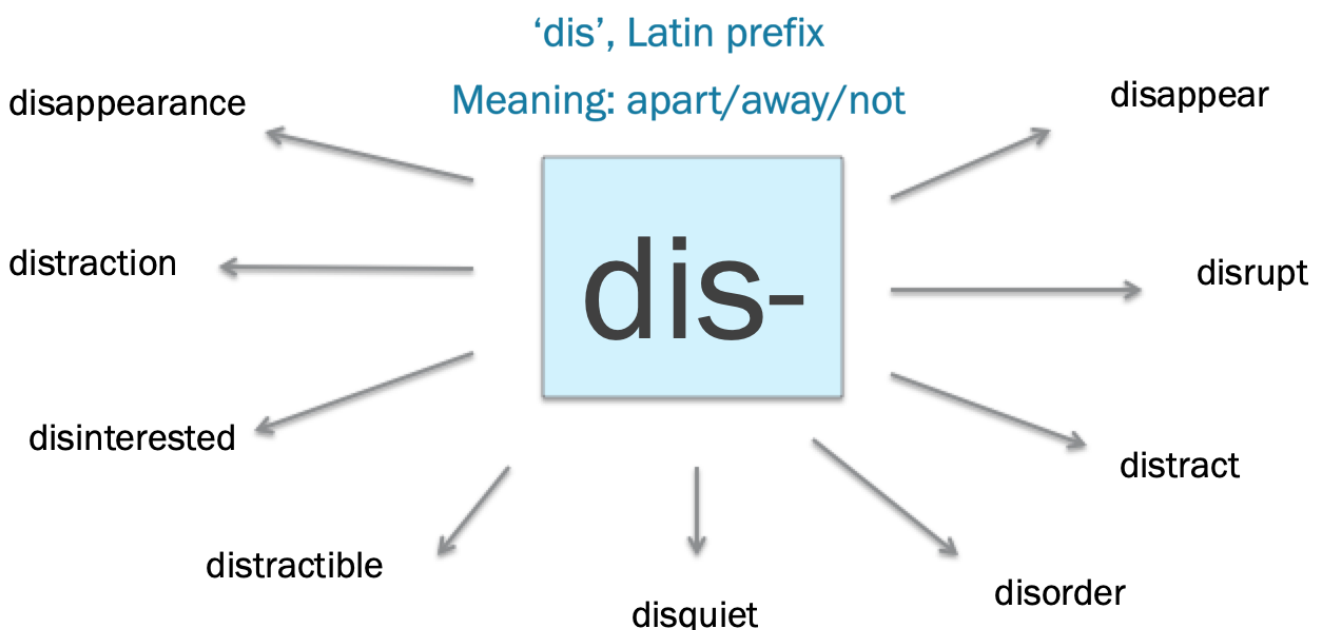 ‘dis’, Latin prefix
Meaning: apart/away/not
disappearance
disappear
dis-
distraction
disrupt
disinterested
distract
distractible
disorder
disquiet